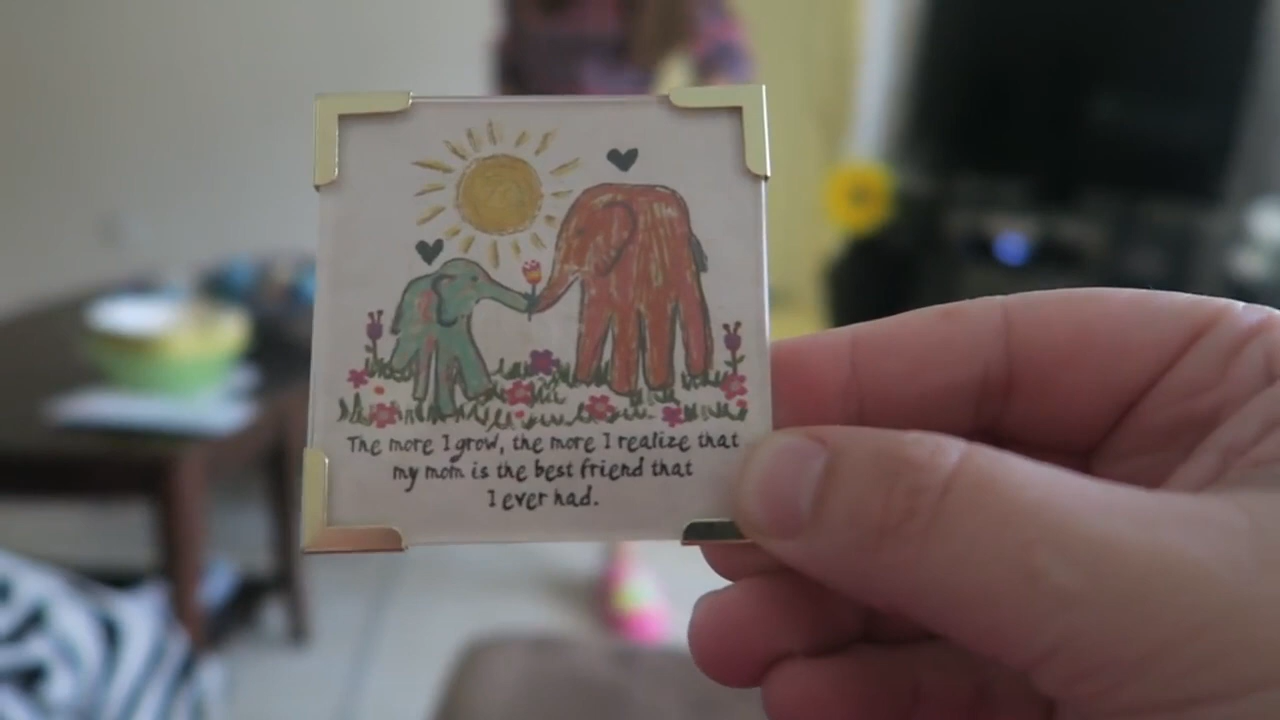 The more I grow, the more I realize that
my mom is the best friend that
I ever had.